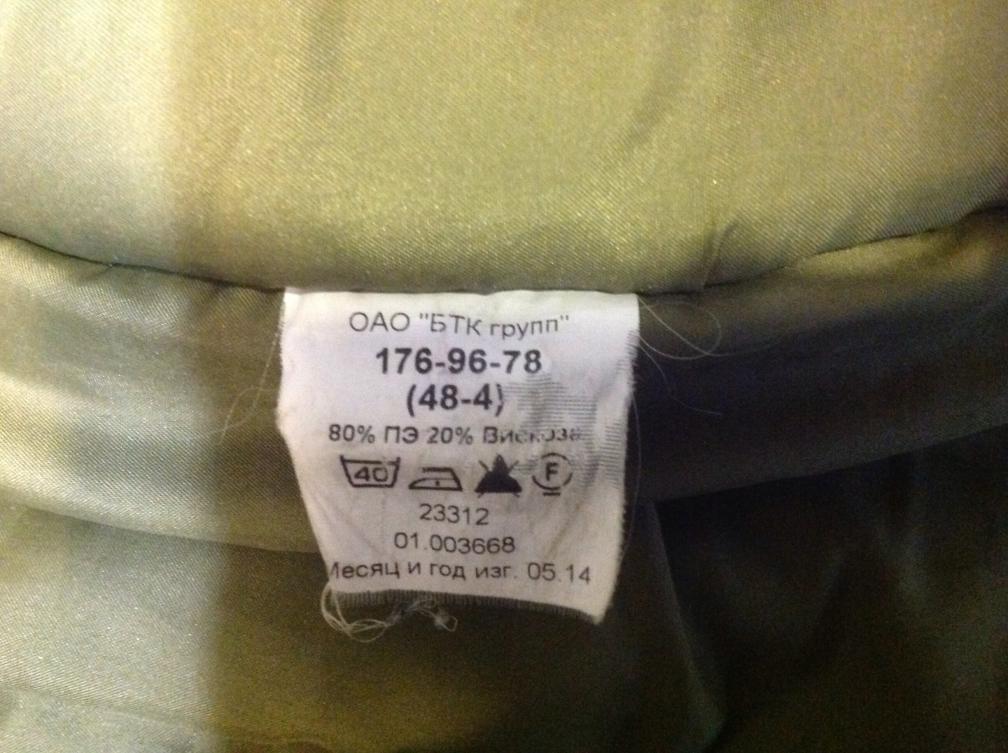 ОАО "БТК групп"
176-96-78
(48-4)
80% ПЭ 20% Вискоза
40 F
23312
01.003668
Месяц и год изг. 05.14